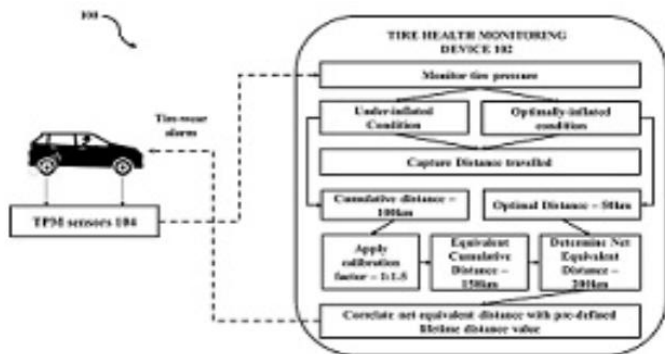 100
TIRE HEALTH MONITORING
DEVICE 102
Monitor tire pressure
Tire-wear
alarm
Under-inflated
Condition
Optimally-inflated
condition
Capture Distance travelled
TPM sensors 104
Cumulative distance –
100km
Optimal Distance – 50km
Apply
calibration
factor – 1:1.5
Equivalent
Cumulative
Distance –
150km
Determine Net
Equivalent
Distance –
200km
Correlate net equivalent distance with pre-defined
lifetime distance value